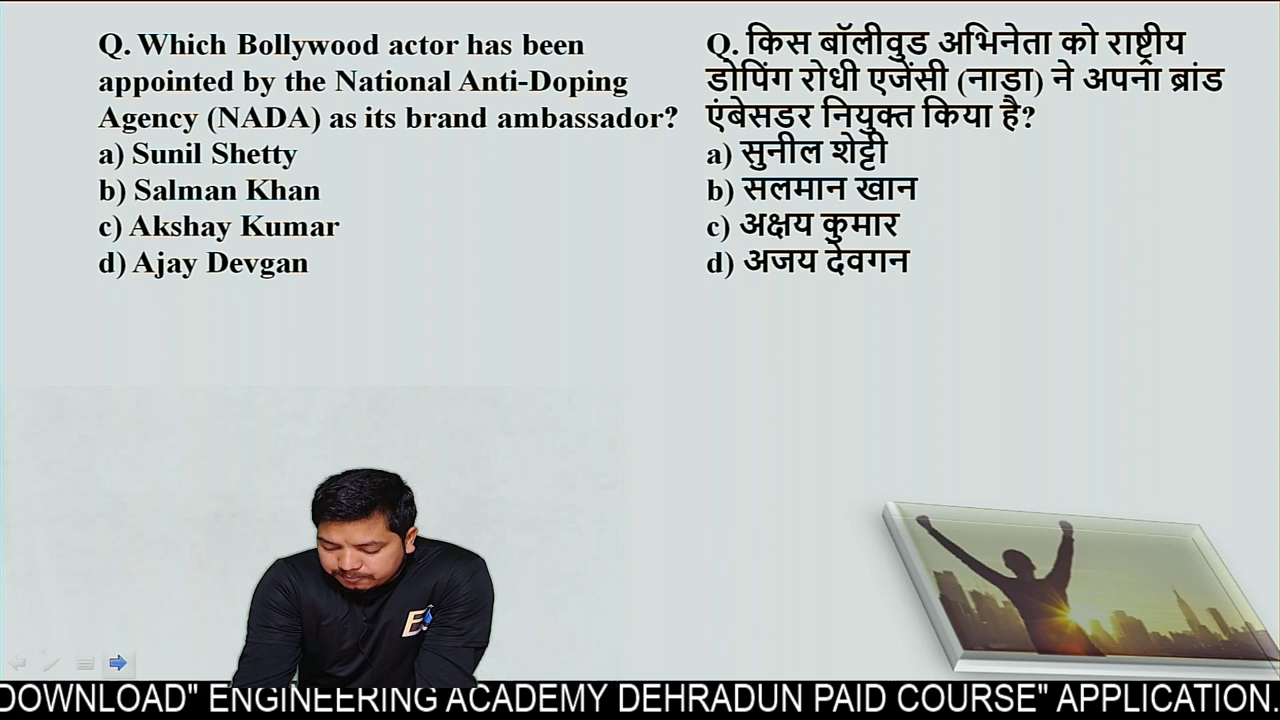 Q. Which Bollywood actor has been
appointed by the National Anti-Doping
Agency (NADA) as its brand ambassador?
a) Sunil Shetty
b) Salman Khan
c) Akshay Kumar
d) Ajay Devgan
Q. किस बॉलीवुड अभिनेता को राष्ट्रीय
डोपिंग रोधी एजेंसी (नाडा) ने अपना ब्रांड
एंबेसडर नियुक्त किया है?
a) सुनील शेट्टी
b) सलमान खान
c) अक्षय कुमार
d) अजय देवगन
DOWNLOAD" ENGINEERING ACADEMY DEHRADUN PAID COURSE" APPLICATION.